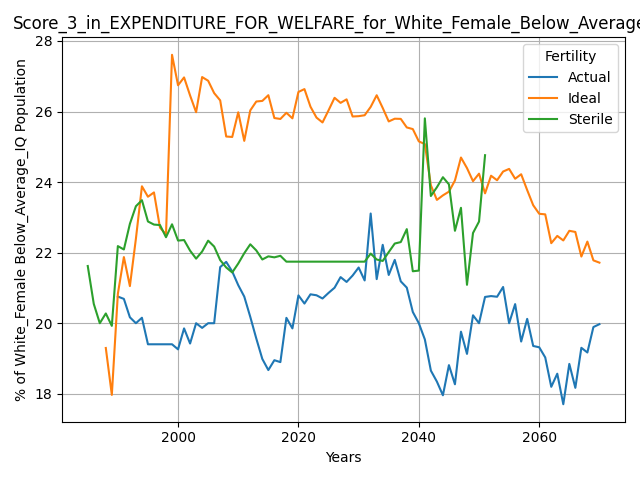 Score_3_in_EXPENDITURE_FOR_WELFARE_for_White_Female_Below_Average
% of White_Female Below_Average_IQ Population
28
26
24
22
20
18
Fertility
Actual
Ideal
Sterile
2000
2020
2040
2060
Years